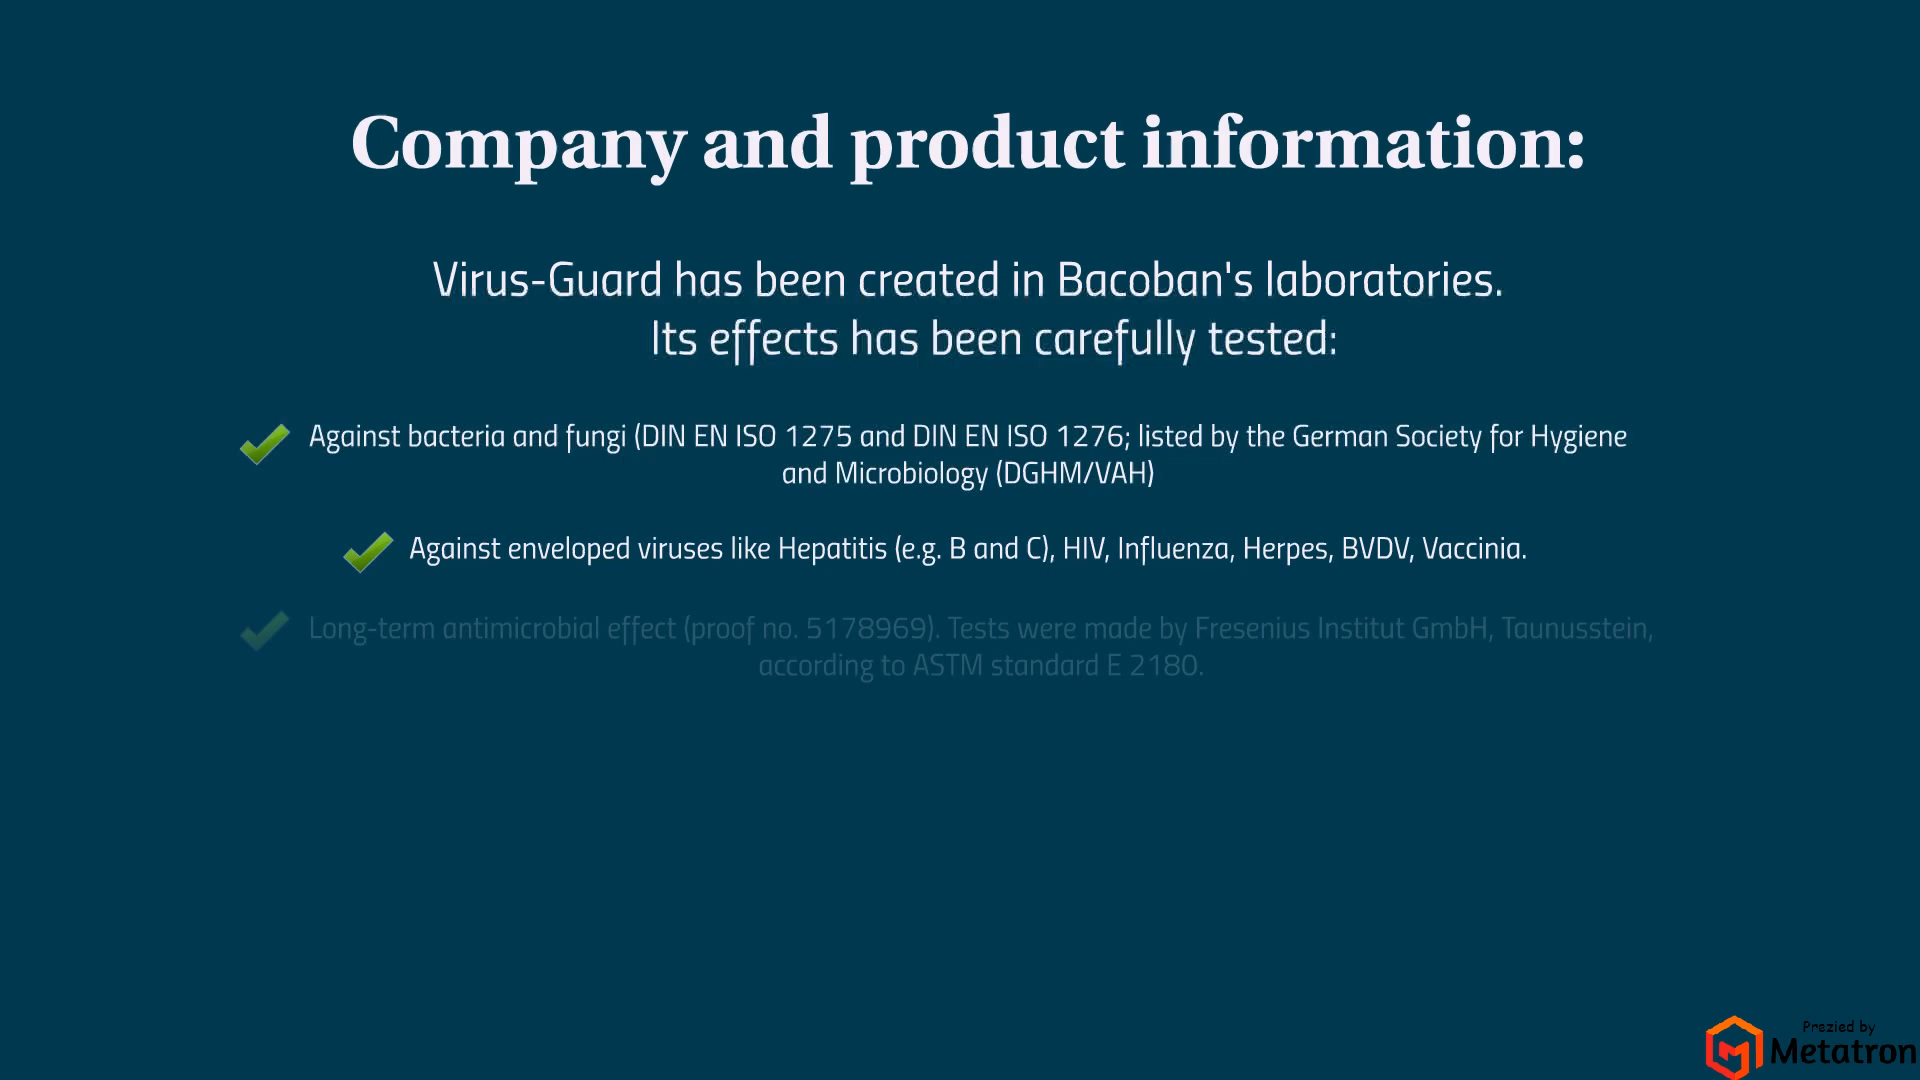 Company and product information:
Virus-Guard has been created in Bacoban's laboratories.
Its effects has been carefully tested:
Against bacteria and fungi (DIN EN ISO 1275 and DIN EN ISO 1276; listed by the German Society for Hygiene
and Microbiology (DGHM/VAH)
Against enveloped viruses like Hepatitis (e.g. B and C), HIV, Influenza, Herpes, BVDV, Vaccinia.
Long-term antimicrobial effect (proof no. 5178969). Tests were made by Fresenius Institut GmbH, Taunusstein,
according to ASTM standard E 2180.
Prezied by
Metatron